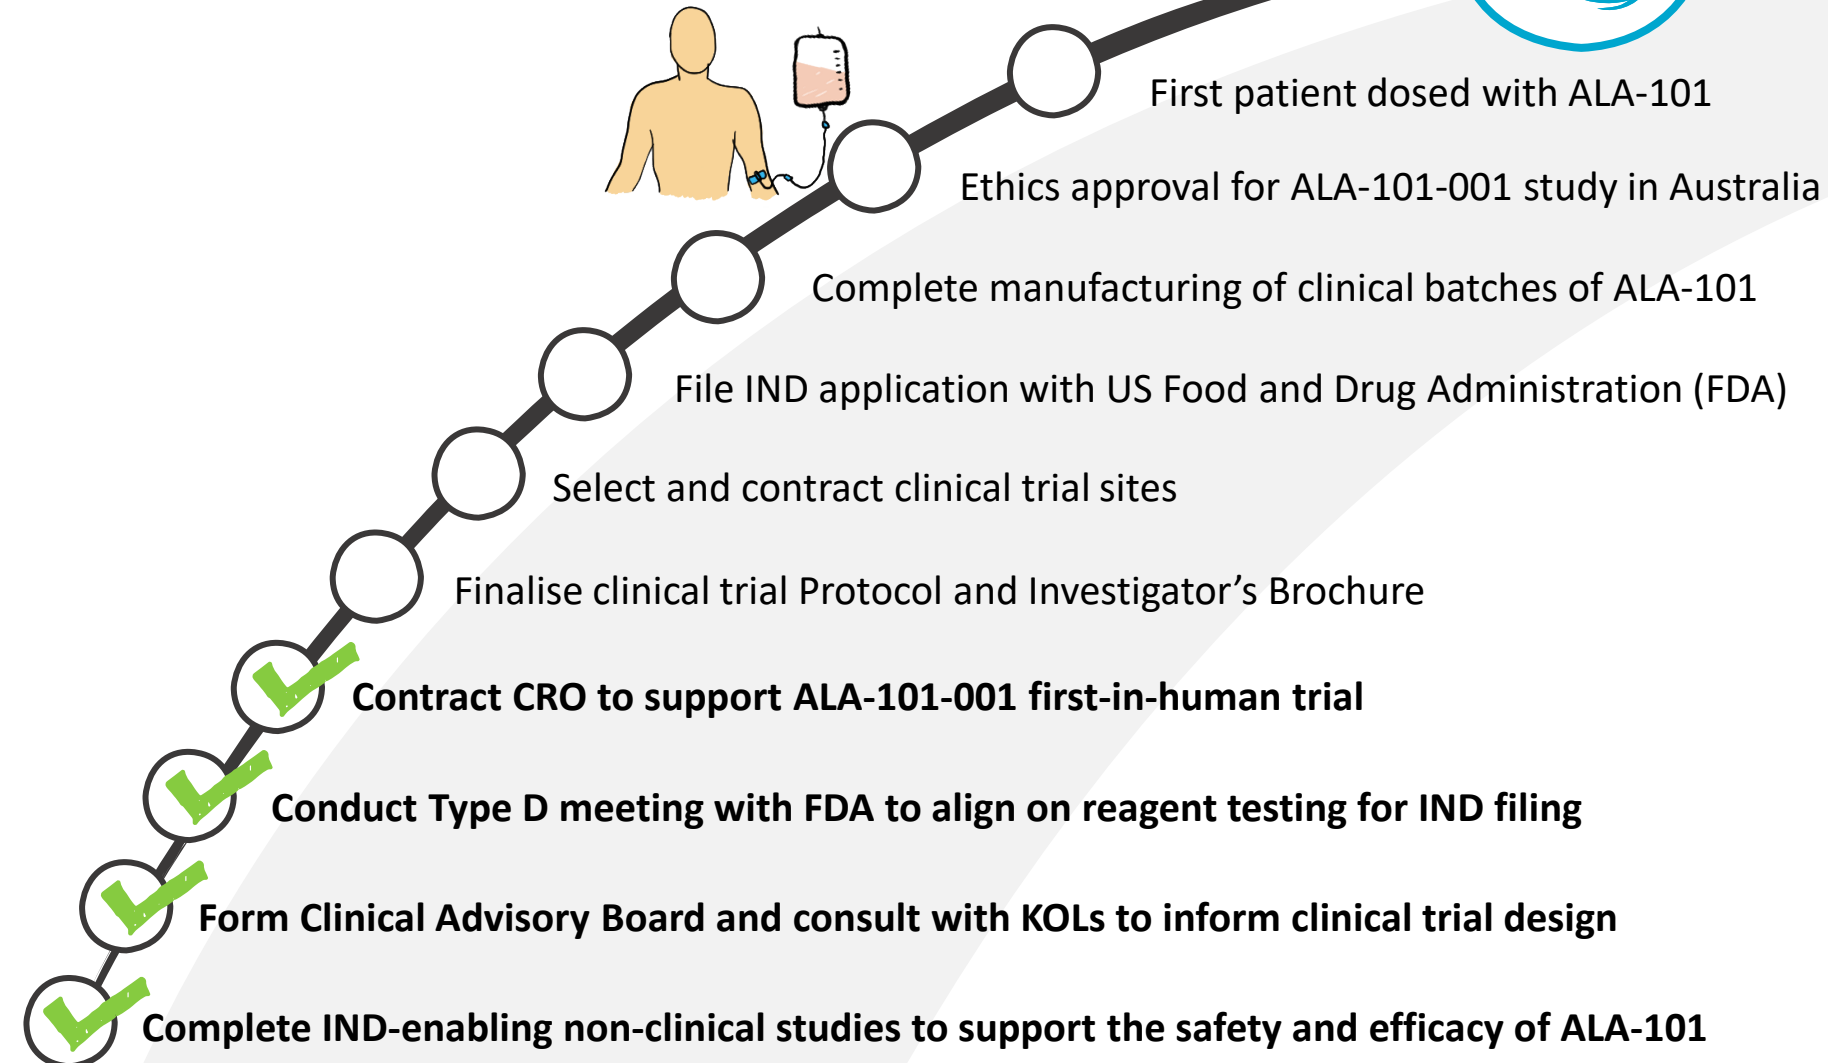 First patient dosed with ALA-101
Ethics approval for ALA-101-001 study in Australia
Complete manufacturing of clinical batches of ALA-101
File IND application with US Food and Drug Administration (FDA)
Select and contract clinical trial sites
Finalise clinical trial Protocol and Investigator’s Brochure
Contract CRO to support ALA-101-001 first-in-human trial
Conduct Type D meeting with FDA to align on reagent testing for IND filing
Form Clinical Advisory Board and consult with KOLs to inform clinical trial design
Complete IND-enabling non-clinical studies to support the safety and efficacy of ALA-101